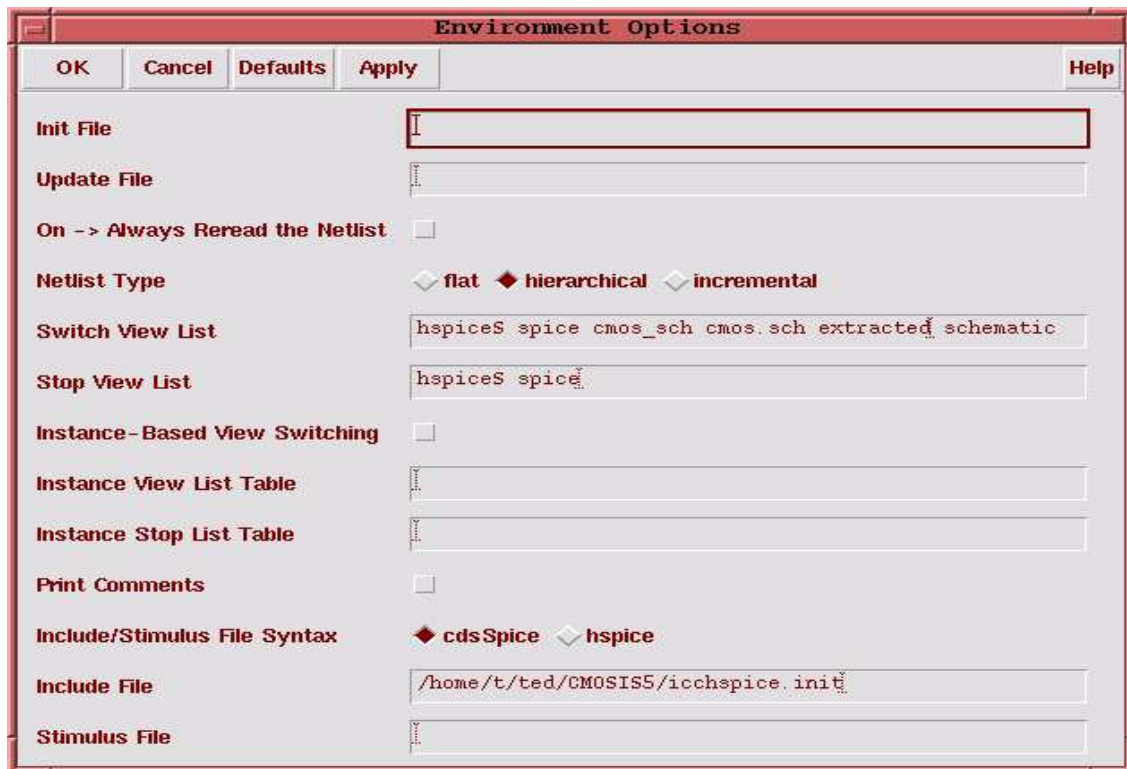 Environment Options
OK Cancel Defaults Apply Help
Init File
Update File
On -> Always Reread the Netlist
Netlist Type flat hierarchical incremental
Switch View List hspiceS spice cmos_sch cmos.sch extracted schematic
Stop View List hspiceS spice
Instance-Based View Switching
Instance View List Table
Instance Stop List Table
Print Comments
Include/Stimulus File Syntax cdsSpice hspice
Include File /home/t/ted/CMOSIS5/icchspice.init
Stimulus File